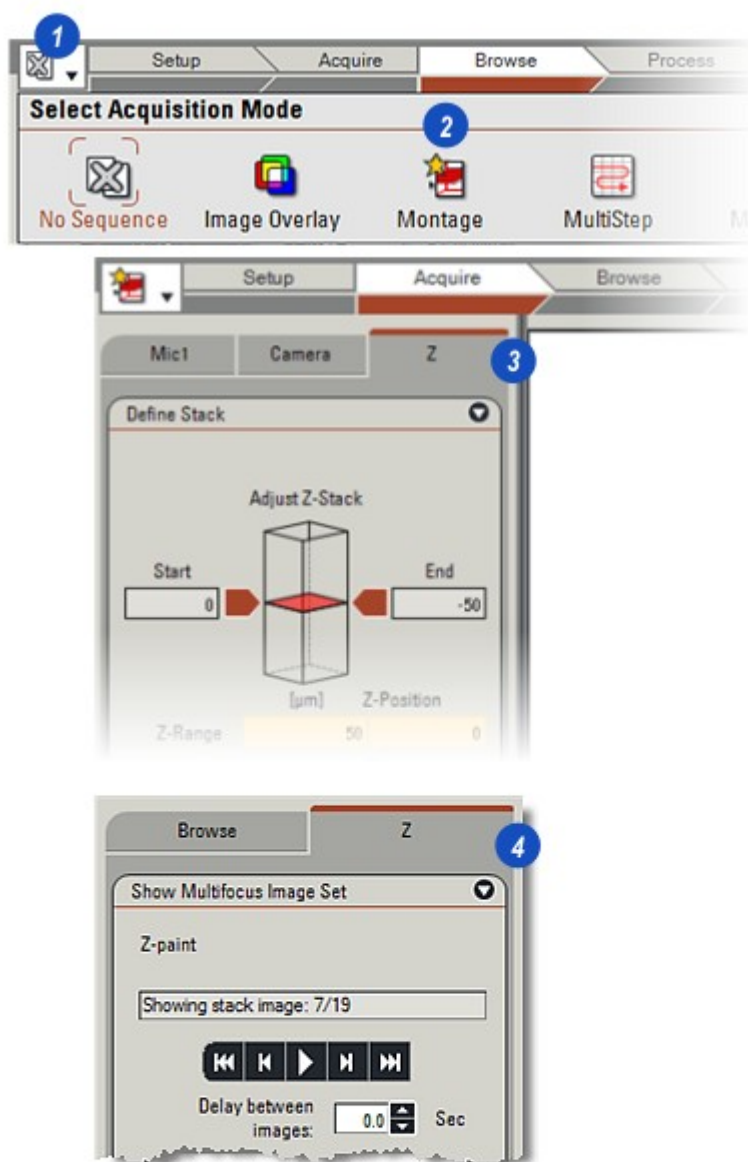 1
Setup Acquire Browse Process
Select Acquisition Mode
2
No Sequence Image Overlay Montage MultiStep M
Setup Acquire Browse
Mic1 Camera Z 3
Define Stack
Adjust Z-Stack
Start End
0 -50
[µm] Z-Position
Z-Range 50 0
Browse Z 4
Show Multifocus Image Set
Z-paint
Showing stack image: 7/19
Delay between
images: 0.0 Sec